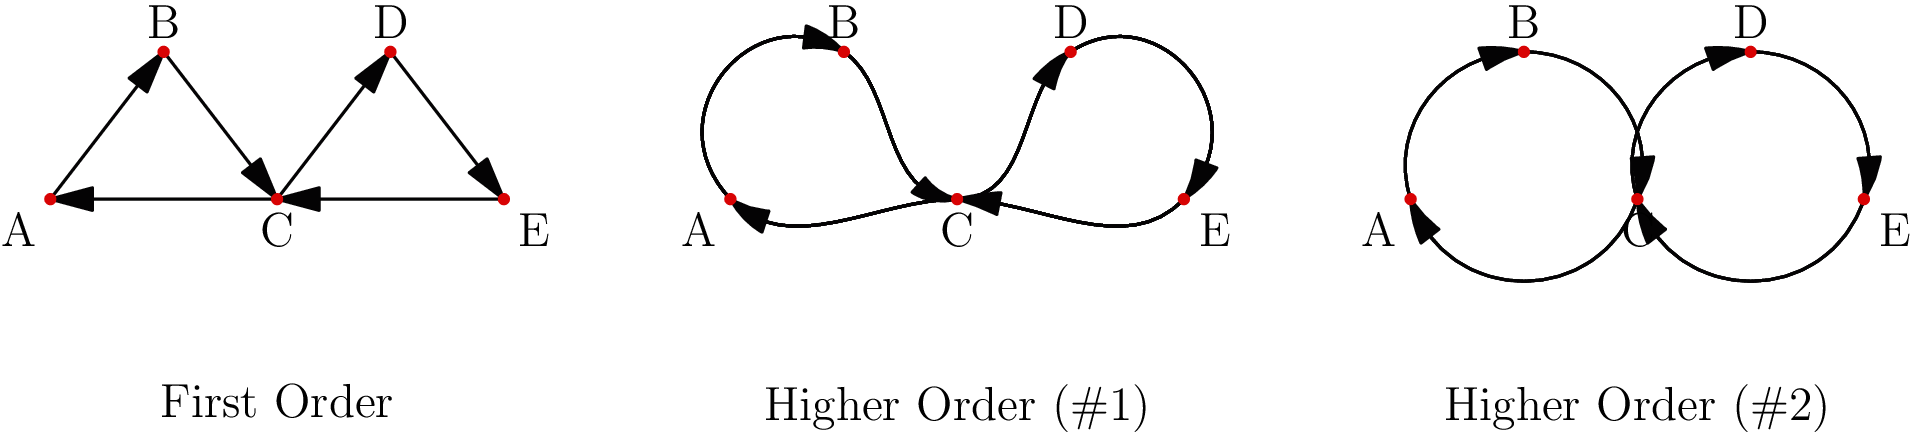 B D
A C E
First Order
B D
A C E
Higher Order (#1)
B D
A C E
Higher Order (#2)